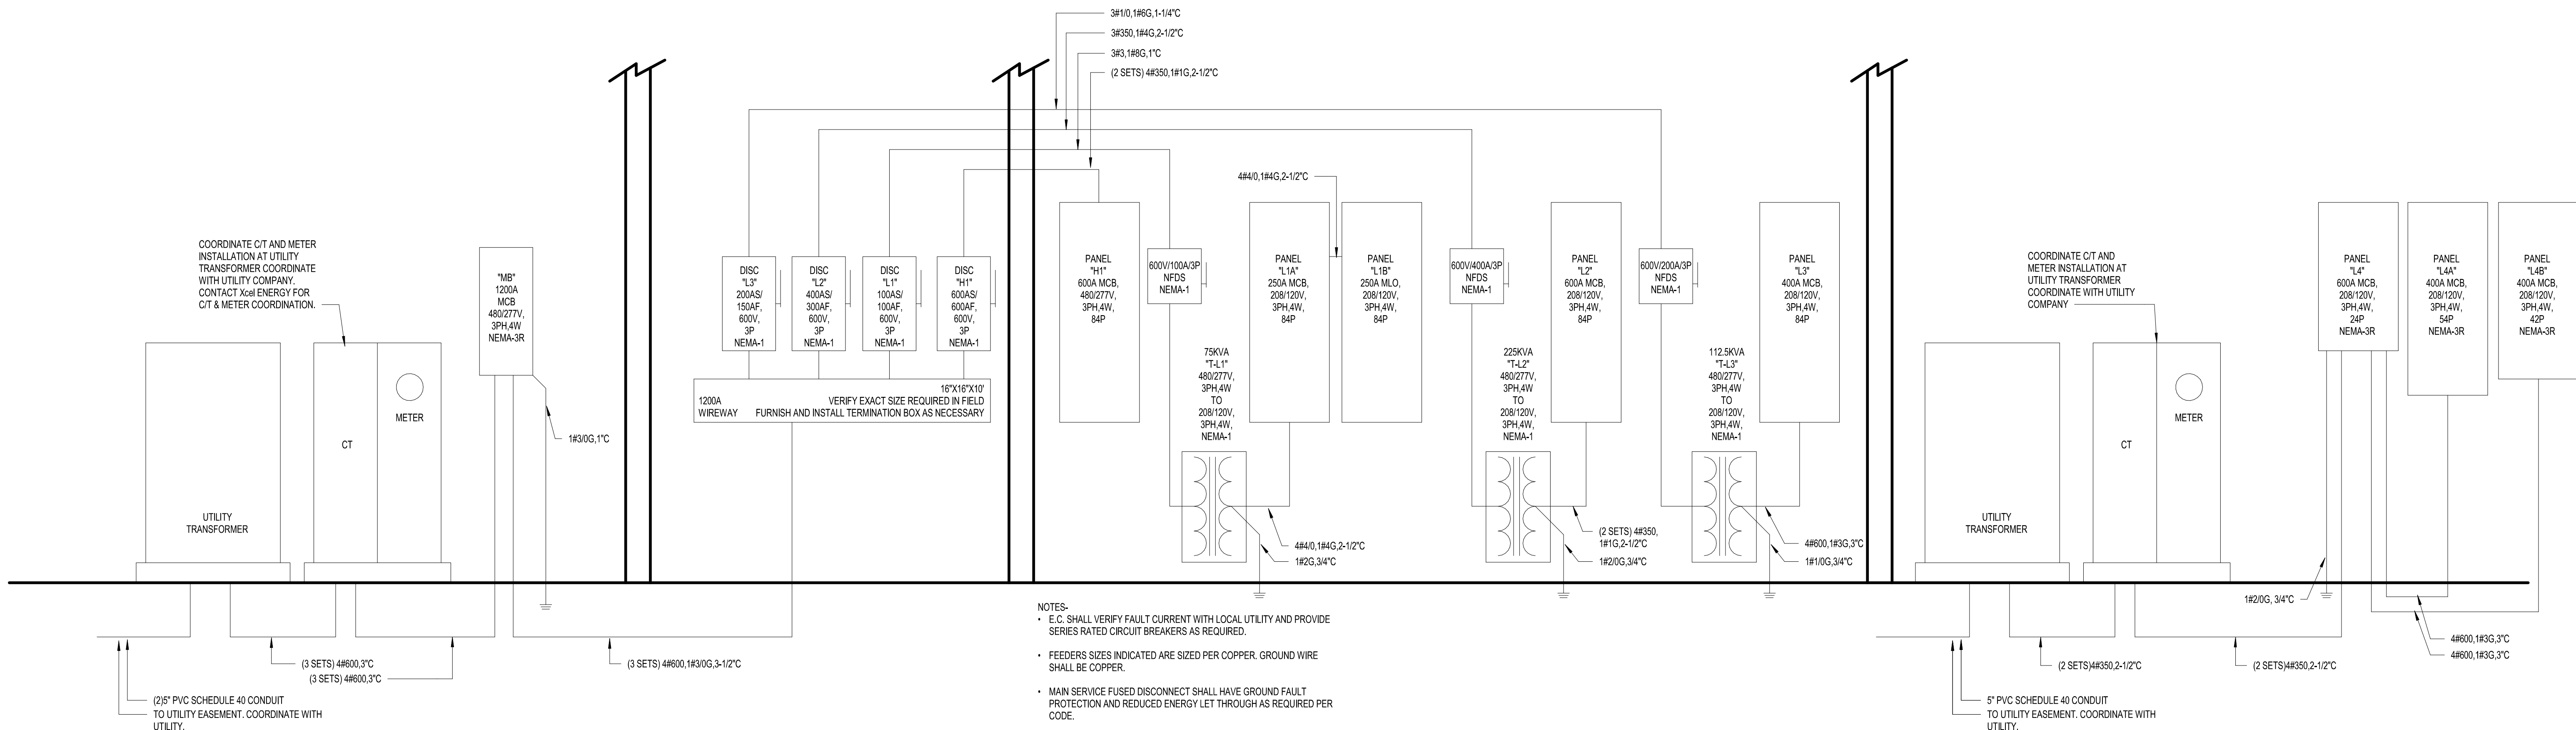 3#1/0,1#6G,1-1/4"C
3#350,1#4G,2-1/2"C
3#3,1#8G,1"C
(2 SETS) 4#350,1#1G,2-1/2"C
4#4/0,1#4G,2-1/2"C
COORDINATE C/T AND METER
INSTALLATION AT UTILITY
TRANSFORMER COORDINATE
WITH UTILITY COMPANY.
CONTACT Xcel ENERGY FOR
C/T & METER COORDINATION.
UTILITY
TRANSFORMER
CT
METER
"MB"
1200A
MCB
480/277V,
3PH,4W
NEMA-3R
1#3/0G,1"C
DISC
"L3"
200AS/
150AF,
600V,
3P
NEMA-1
DISC
"L2"
400AS/
300AF,
600V,
3P
NEMA-1
DISC
"L1"
100AS/
100AF,
600V,
3P
NEMA-1
DISC
"H1"
600AS/
600AF,
600V,
3P
NEMA-1
16"X16"X10'
1200A VERIFY EXACT SIZE REQUIRED IN FIELD
WIREWAY FURNISH AND INSTALL TERMINATION BOX AS NECESSARY
PANEL
"H1"
600A MCB,
480/277V,
3PH,4W,
84P
600V/100A/3P
NFDS
NEMA-1
PANEL
"L1A"
250A MCB,
208/120V,
3PH,4W,
84P
PANEL
"L1B"
250A MLO,
208/120V,
3PH,4W,
84P
600V/400A/3P
NFDS
NEMA-1
PANEL
"L2"
600A MCB,
208/120V,
3PH,4W,
84P
600V/200A/3P
NFDS
NEMA-1
PANEL
"L3"
400A MCB,
208/120V,
3PH,4W,
84P
75KVA
"T-L1"
480/277V,
3PH,4W
TO
208/120V,
3PH,4W,
NEMA-1
225KVA
"T-L2"
480/277V,
3PH,4W
TO
208/120V,
3PH,4W,
NEMA-1
112.5KVA
"T-L3"
480/277V,
3PH,4W
TO
208/120V,
3PH,4W,
NEMA-1
4#4/0,1#4G,2-1/2"C
1#2G,3/4"C
(2 SETS) 4#350,
1#1G,2-1/2"C
1#2/0G,3/4"C
4#600,1#3G,3"C
1#1/0G,3/4"C
COORDINATE C/T AND
METER INSTALLATION AT
UTILITY TRANSFORMER
COORDINATE WITH UTILITY
COMPANY
UTILITY
TRANSFORMER
CT
METER
PANEL
"L4"
600A MCB,
208/120V,
3PH,4W,
24P
NEMA-3R
PANEL
"L4A"
400A MCB,
208/120V,
3PH,4W,
54P
NEMA-3R
PANEL
"L4B"
400A MCB,
208/120V,
3PH,4W,
42P
NEMA-3R
1#2/0G, 3/4"C
4#600,1#3G,3"C
4#600,1#3G,3"C
(3 SETS) 4#600,3"C
(3 SETS) 4#600,3"C
(3 SETS) 4#600,1#3/0G,3-1/2"C
(2)5" PVC SCHEDULE 40 CONDUIT
TO UTILITY EASEMENT. COORDINATE WITH
UTILITY.
NOTES-
• E.C. SHALL VERIFY FAULT CURRENT WITH LOCAL UTILITY AND PROVIDE
SERIES RATED CIRCUIT BREAKERS AS REQUIRED.
• FEEDERS SIZES INDICATED ARE SIZED PER COPPER. GROUND WIRE
SHALL BE COPPER.
• MAIN SERVICE FUSED DISCONNECT SHALL HAVE GROUND FAULT
PROTECTION AND REDUCED ENERGY LET THROUGH AS REQUIRED PER
CODE.
(2 SETS)4#350,2-1/2"C
(2 SETS)4#350,2-1/2"C
5" PVC SCHEDULE 40 CONDUIT
TO UTILITY EASEMENT. COORDINATE WITH
UTILITY.